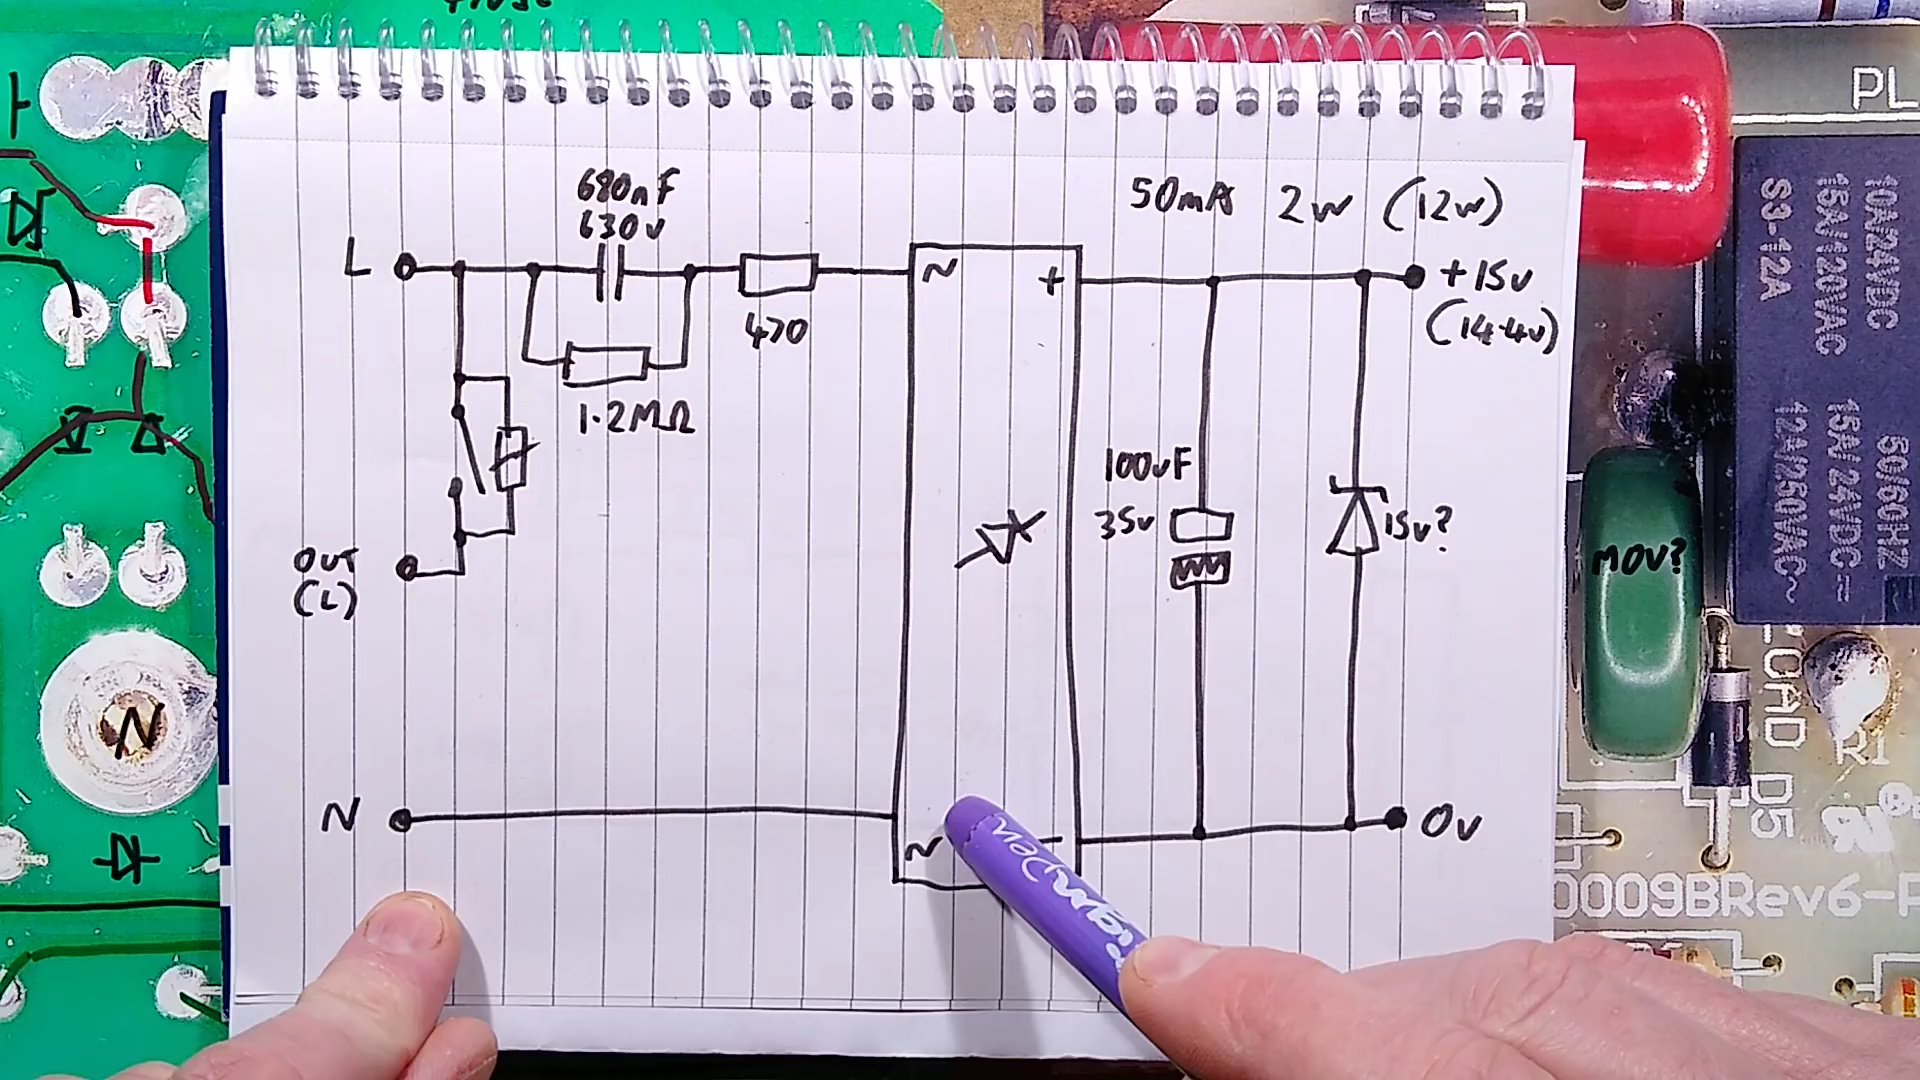 680nF
630v
50mA 2W (12W)
L
~
+
+15v
(14.4v)
470
1.2MΩ
100uF
35v
15v?
OUT
(L)
N
~
-
0v
N
MOV?
PL
S3-12A
10A/24VDC
15A/120VAC
12A/250VAC~
15A/24VDC=
50/60HZ
LOAD
R1
D5
0009BRev6-P